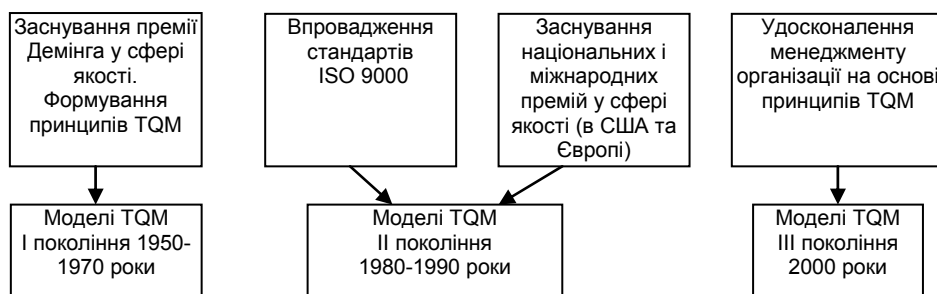 Заснування премії
Демінга у сфері
якості.
Формування
принципів TQM
Впровадження
стандартів
ISO 9000
Заснування
національних і
міжнародних
премій у сфері
якості (в США та
Європі)
Удосконалення
менеджменту
організації на основі
принципів TQM
Моделі TQM
I покоління 1950-
1970 роки
Моделі TQM
II покоління
1980-1990 роки
Моделі TQM
III покоління
2000 роки